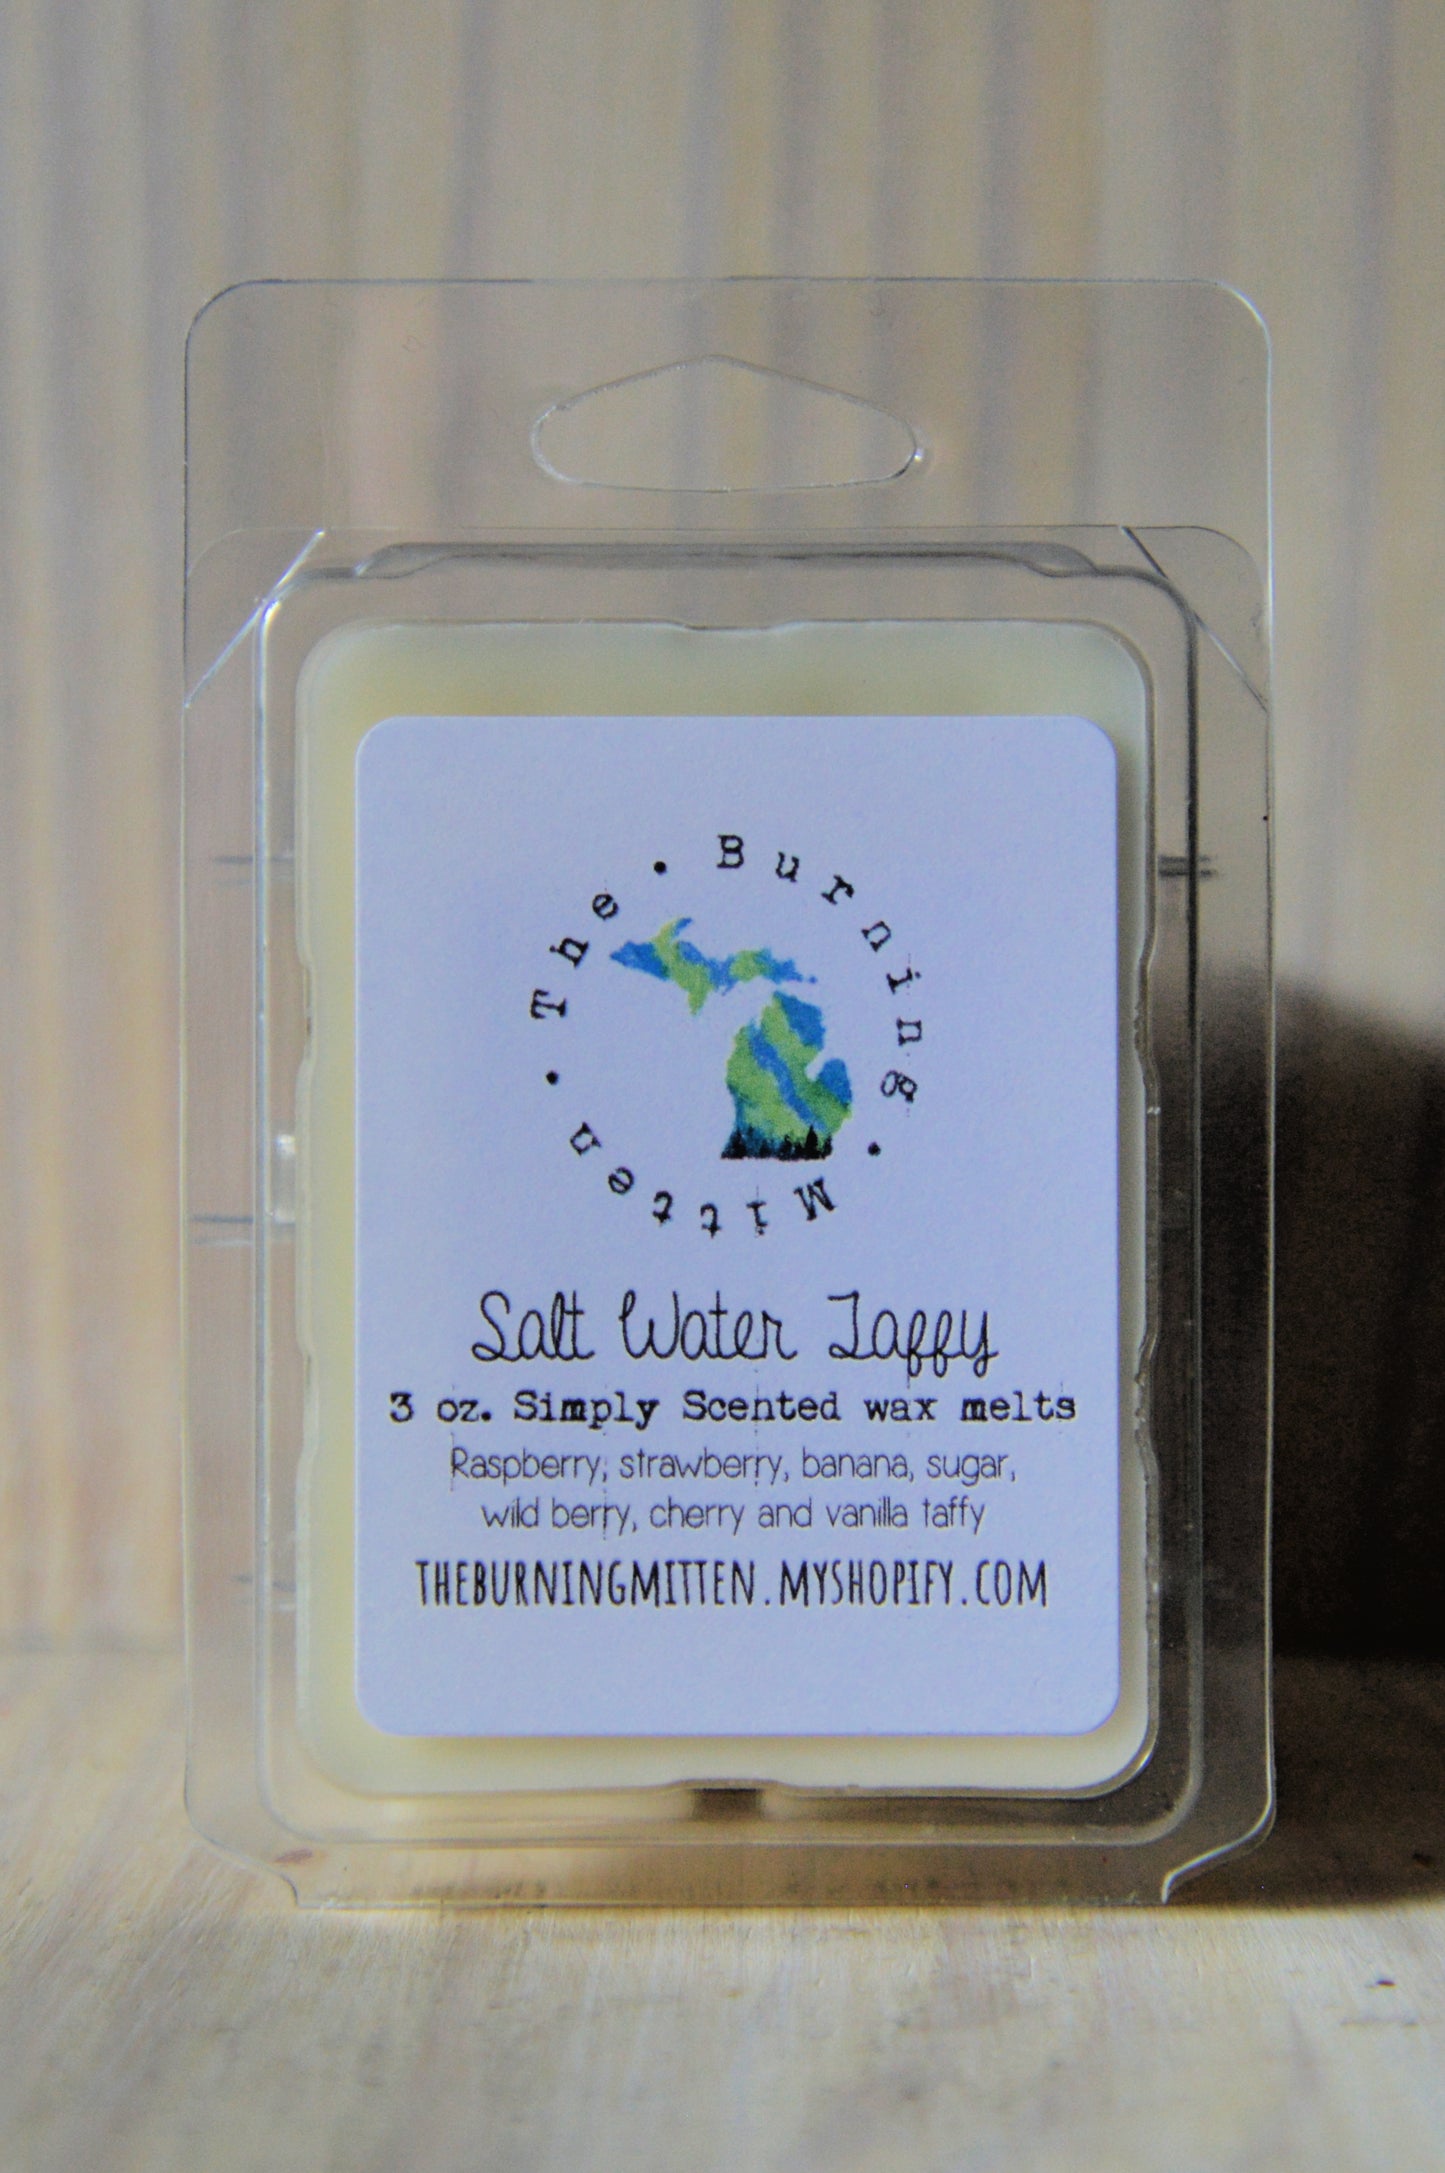 The • Burning • Mitten •
Salt Water Taffy
3 oz. Simply Scented wax melts
Raspberry, strawberry, banana, sugar,
wild berry, cherry and vanilla taffy
THEBURNINGMITTEN.MYSHOPIFY.COM